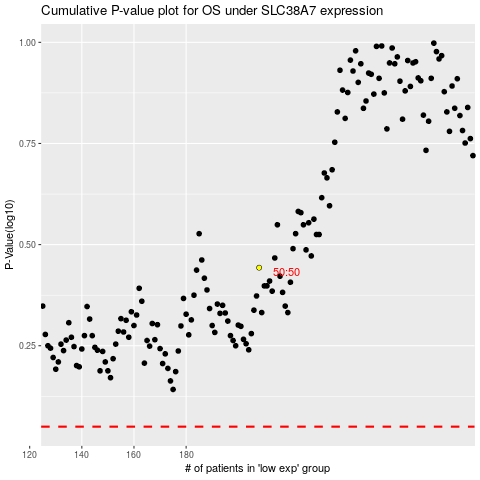 Cumulative P-value plot for OS under SLC38A7 expression
P-Value(log10)
1.00
0.75
0.50
0.25
50:50
120 140 160 180
# of patients in 'low exp' group